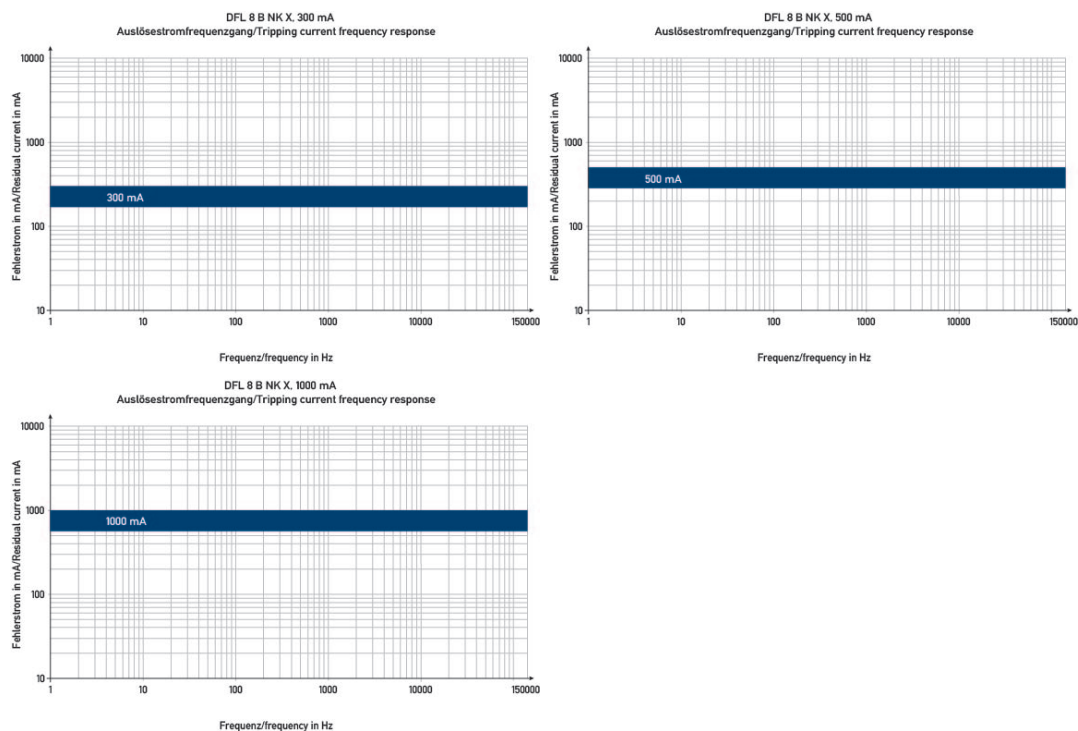 DFL 8 B NK X, 300 mA
Auslösestromfrequenzgang/Tripping current frequency response
Fehlerstrom in mA/Residual current in mA
10000
1000
100
10
300 mA
1
10
100
1000
10000
150000
Frequenz/frequency in Hz
DFL 8 B NK X, 500 mA
Auslösestromfrequenzgang/Tripping current frequency response
Fehlerstrom in mA/Residual current in mA
10000
1000
100
10
500 mA
1
10
100
1000
10000
150000
Frequenz/frequency in Hz
DFL 8 B NK X, 1000 mA
Auslösestromfrequenzgang/Tripping current frequency response
Fehlerstrom in mA/Residual current in mA
10000
1000
100
10
1000 mA
1
10
100
1000
10000
150000
Frequenz/frequency in Hz